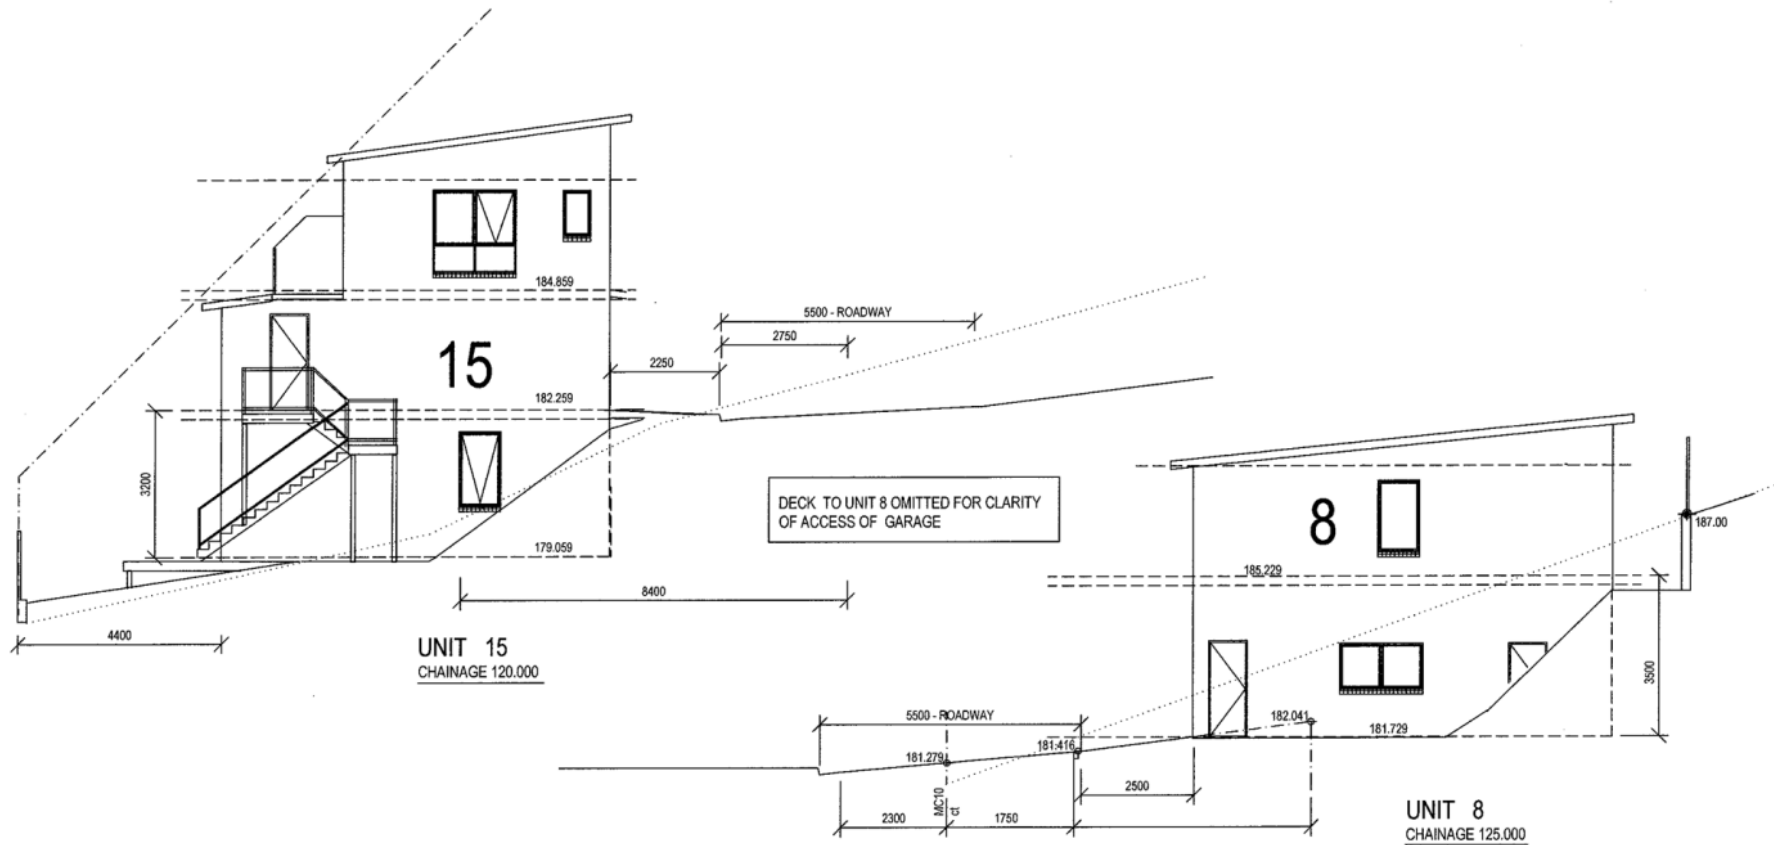 184.859
5500 - ROADWAY
2750
2250
15
182.259
3200
DECK TO UNIT 8 OMITTED FOR CLARITY
OF ACCESS OF GARAGE
8
187.00
179.059
185.229
8400
4400
UNIT 15
CHAINAGE 120.000
3500
5500 - ROADWAY
182.041
181.729
181.416
181.279
2500
MC10
ct
2300
1750
UNIT 8
CHAINAGE 125.000